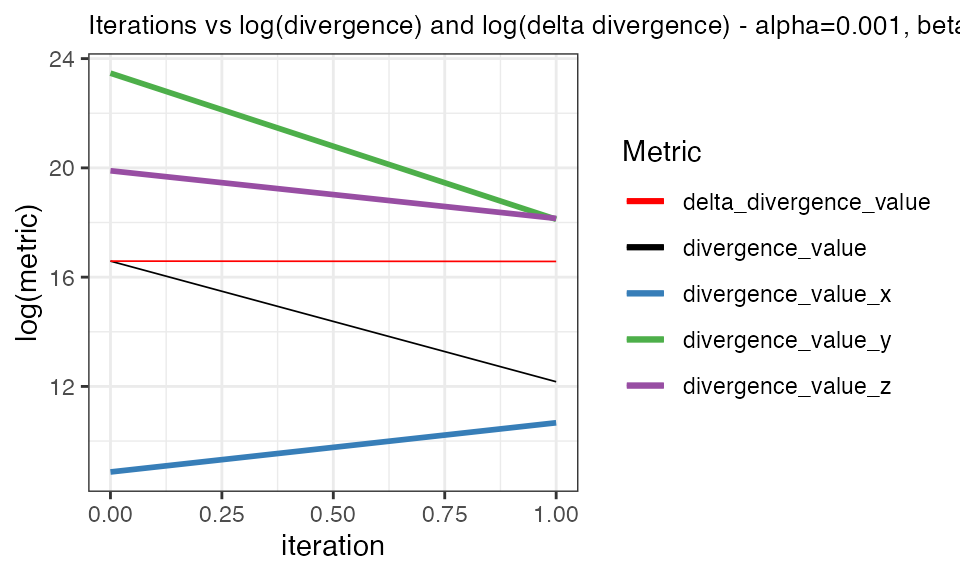 Iterations vs log(divergence) and log(delta divergence) - alpha=0.001, beta
24
20
16
12
log(metric)
0.00 0.25 0.50 0.75 1.00
iteration
Metric
delta_divergence_value
divergence_value
divergence_value_x
divergence_value_y
divergence_value_z